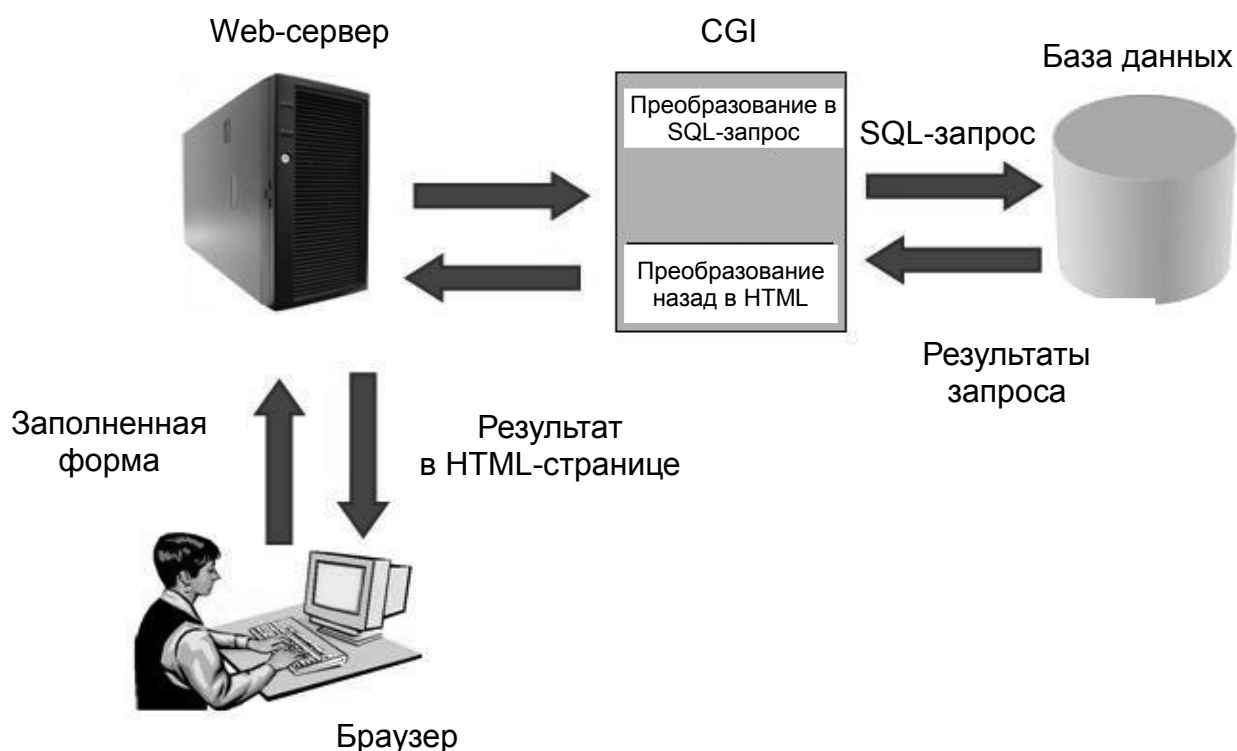 Web-сервер
CGI
База данных
Преобразование в
SQL-запрос
SQL-запрос
Преобразование
назад в HTML
Результаты
запроса
Заполненная
форма
Результат
в HTML-странице
Браузер